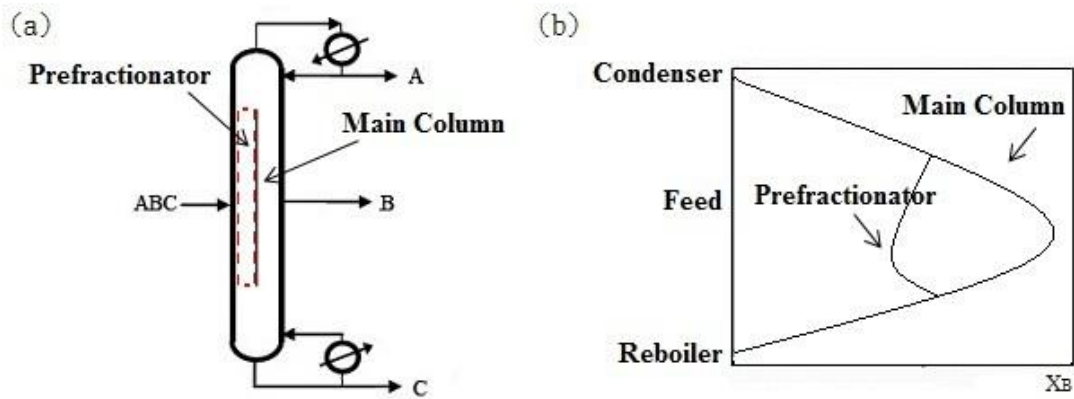 (a)
Prefractionator
A
Main Column
ABC
B
C
(b)
Condenser
Main Column
Feed
Prefractionator
Reboiler
XB